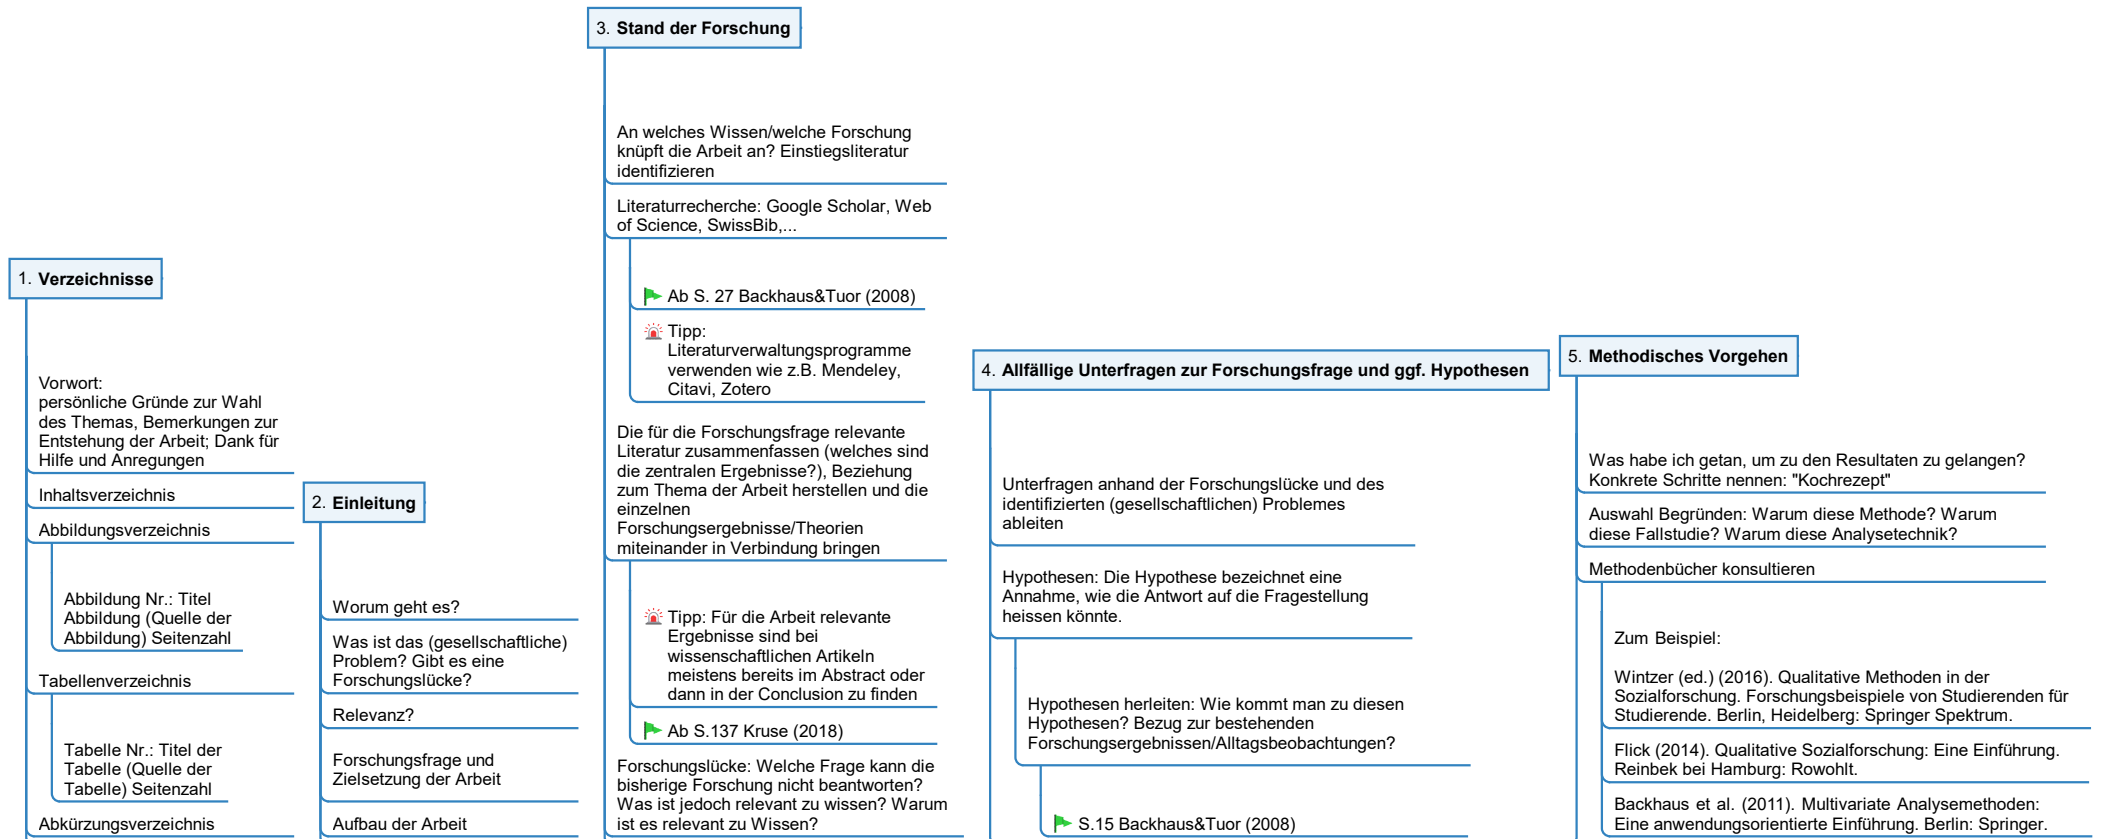 1. Verzeichnisse
Vorwort:
persönliche Gründe zur Wahl
des Themas, Bemerkungen zur
Entstehung der Arbeit; Dank für
Hilfe und Anregungen
Inhaltsverzeichnis
Abbildungsverzeichnis
Abbildung Nr.: Titel
Abbildung (Quelle der
Abbildung) Seitenzahl
Tabellenverzeichnis
Tabelle Nr.: Titel der
Tabelle (Quelle der
Tabelle) Seitenzahl
Abkürzungsverzeichnis
2. Einleitung
Worum geht es?
Was ist das (gesellschaftliche)
Problem? Gibt es eine
Forschungslücke?
Relevanz?
Forschungsfrage und
Zielsetzung der Arbeit
Aufbau der Arbeit
3. Stand der Forschung
An welches Wissen/welche Forschung
knüpft die Arbeit an? Einstiegsliteratur
identifizieren
Literaturrecherche: Google Scholar, Web
of Science, SwissBib,...
Ab S. 27 Backhaus&Tuor (2008)
Tipp:
Literaturverwaltungsprogramme
verwenden wie z.B. Mendeley,
Citavi, Zotero
Die für die Forschungsfrage relevante
Literatur zusammenfassen (welches sind
die zentralen Ergebnisse?), Beziehung
zum Thema der Arbeit herstellen und die
einzelnen
Forschungsergebnisse/Theorien
miteinander in Verbindung bringen
Tipp: Für die Arbeit relevante
Ergebnisse sind bei
wissenschaftlichen Artikeln
meistens bereits im Abstract oder
dann in der Conclusion zu finden
Ab S.137 Kruse (2018)
Forschungslücke: Welche Frage kann die
bisherige Forschung nicht beantworten?
Was ist jedoch relevant zu wissen? Warum
ist es relevant zu Wissen?
4. Allfällige Unterfragen zur Forschungsfrage und ggf. Hypothesen
Unterfragen anhand der Forschungslücke und des
identifizierten (gesellschaftlichen) Problemes
ableiten
Hypothesen: Die Hypothese bezeichnet eine
Annahme, wie die Antwort auf die Fragestellung
heissen könnte.
Hypothesen herleiten: Wie kommt man zu diesen
Hypothesen? Bezug zur bestehenden
Forschungsergebnissen/Alltagsbeobachtungen?
S.15 Backhaus&Tuor (2008)
5. Methodisches Vorgehen
Was habe ich getan, um zu den Resultaten zu gelangen?
Konkrete Schritte nennen: "Kochrezept"
Auswahl Begründen: Warum diese Methode? Warum
diese Fallstudie? Warum diese Analysetechnik?
Methodenbücher konsultieren
Zum Beispiel:
Wintzer (ed.) (2016). Qualitative Methoden in der
Sozialforschung. Forschungsbeispiele von Studierenden für
Studierende. Berlin, Heidelberg: Springer Spektrum.
Flick (2014). Qualitative Sozialforschung: Eine Einführung.
Reinbek bei Hamburg: Rowohlt.
Backhaus et al. (2011). Multivariate Analysemethoden:
Eine anwendungsorientierte Einführung. Berlin: Springer.